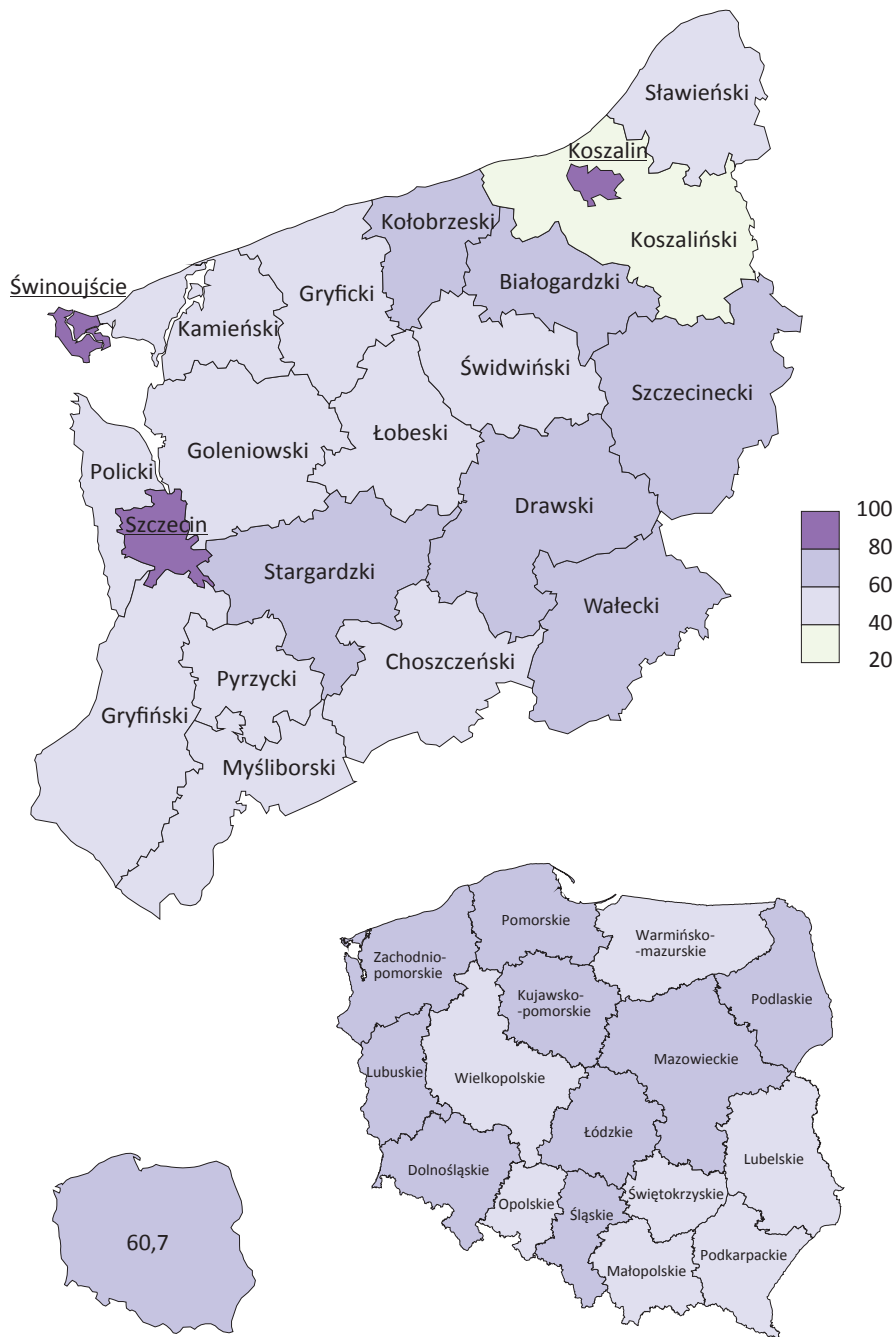 Sławieński
Koszalin
Kołobrzeski
Koszaliński
Białogardzki
Świnoujście
Gryficki
Kamieński
Świdwiński
Szczecinecki
Łobeski
Goleniowski
Policki
Drawski
Szczecin
Stargardzki
Wałecki
Choszczeński
Pyrzycki
Gryfiński
Myśliborski
100
80
60
40
20
Pomorskie
Warmińsko-
-mazurskie
Zachodnio-
pomorskie
Kujawsko-
-pomorskie
Podlaskie
Mazowieckie
Lubuskie
Wielkopolskie
Łódzkie
Lubelskie
Dolnośląskie
Opolskie
Świętokrzyskie
Śląskie
Podkarpackie
Małopolskie
60,7